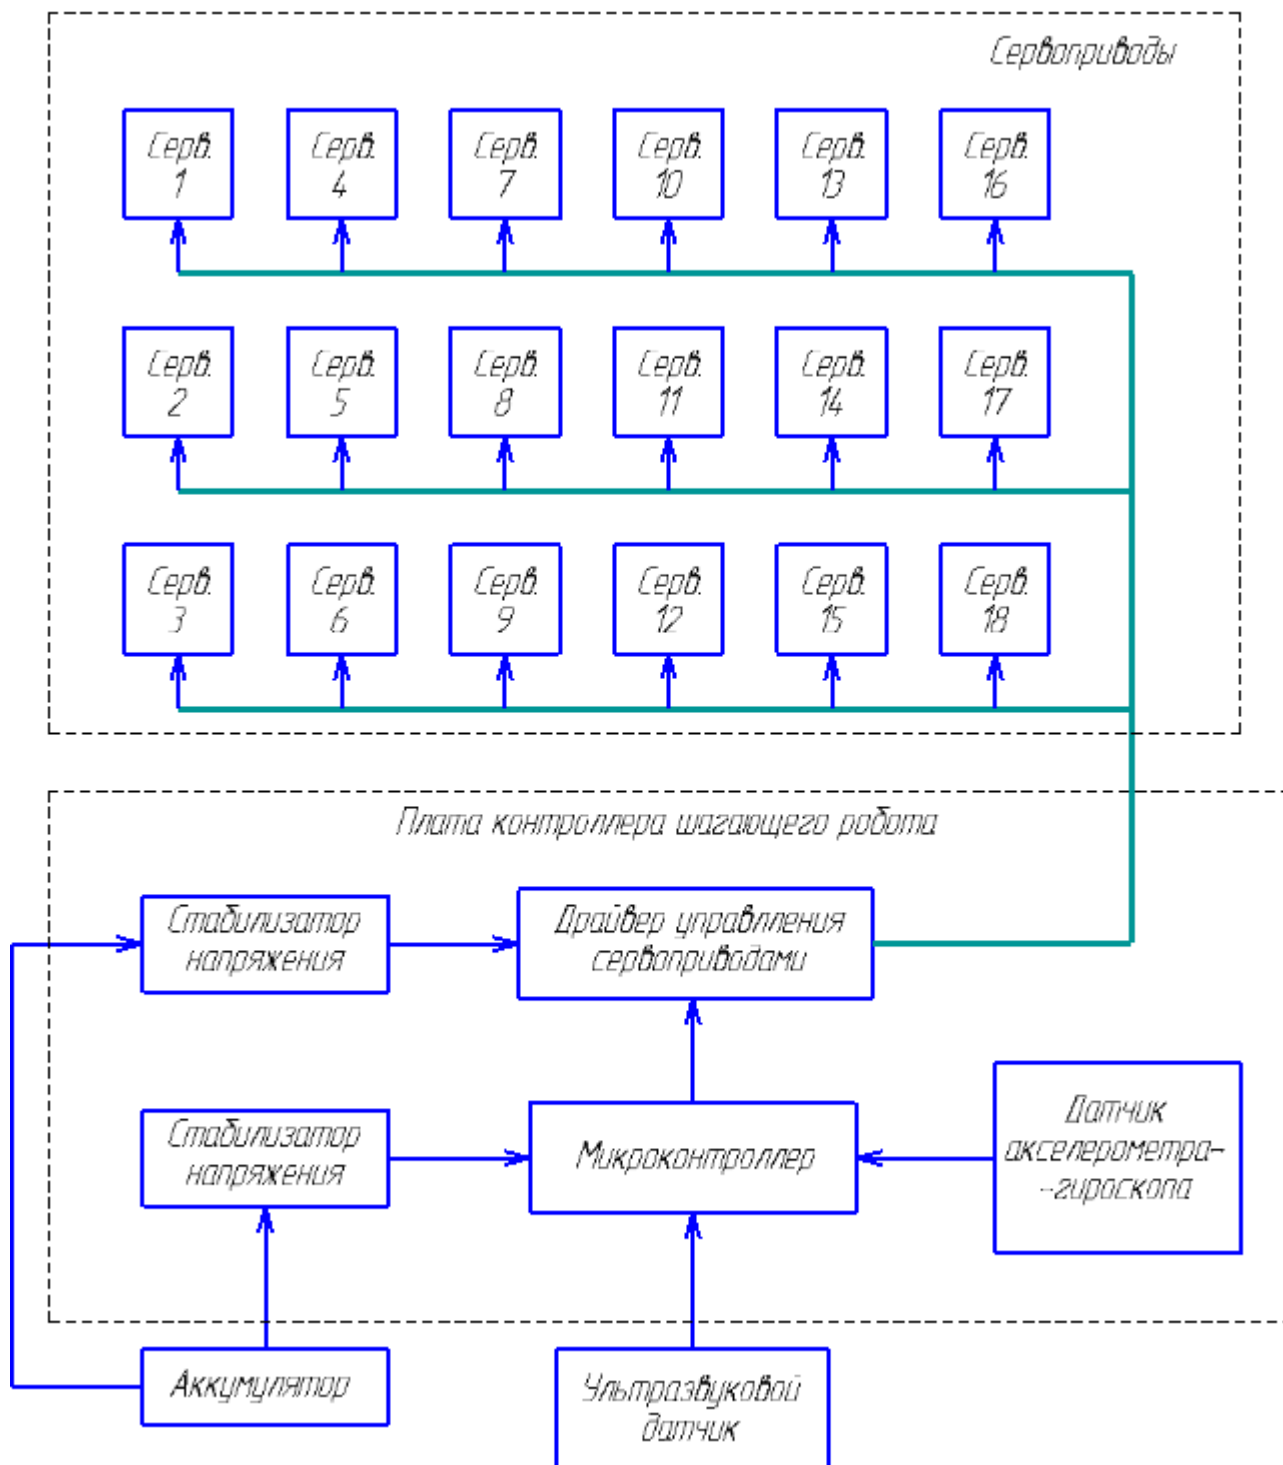 Сервоприводы
Серв.
1
Серв.
4
Серв.
7
Серв.
10
Серв.
13
Серв.
16
Серв.
2
Серв.
5
Серв.
8
Серв.
11
Серв.
14
Серв.
17
Серв.
3
Серв.
6
Серв.
9
Серв.
12
Серв.
15
Серв.
18
Плата контроллера шагающего робота
Стабилизатор
напряжения
Драйвер управлления
сервоприводами
Стабилизатор
напряжения
Микроконтроллер
Датчик
акселерометра-
-гироскопа
Аккумулятор
Ультразвуковой
датчик